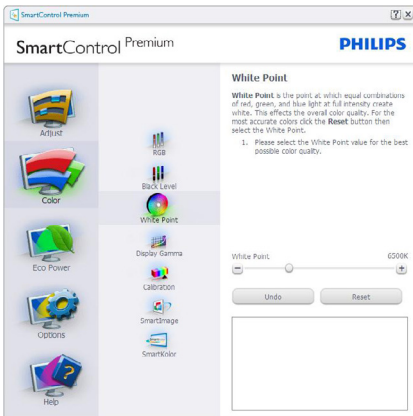 SmartControl Premium
SmartControl Premium
PHILIPS
Adjust
Color
Eco Power
Options
Help
RGB
Black Level
White Point
Display Gamma
Calibration
SmartImage
SmartKolor
White Point
White Point is the point at which equal combinations
of red, green, and blue light at full intensity create
white. This effects the overall color quality. For the
most accurate colors click the Reset button then
select the White Point.
1. Please select the White Point value for the best
possible color quality.
White Point 6500K
Undo Reset